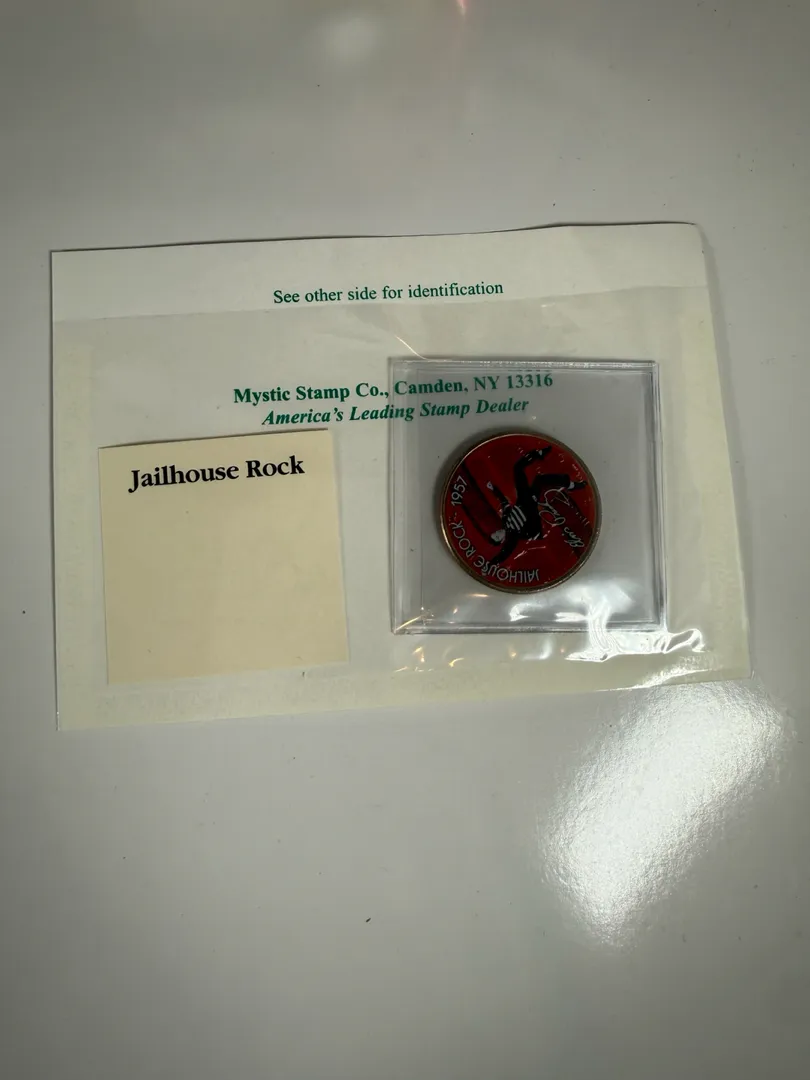 See other side for identification
Mystic Stamp Co., Camden, NY 13316
America's Leading Stamp Dealer
Jailhouse Rock
JAILHOUSE ROCK - 1957